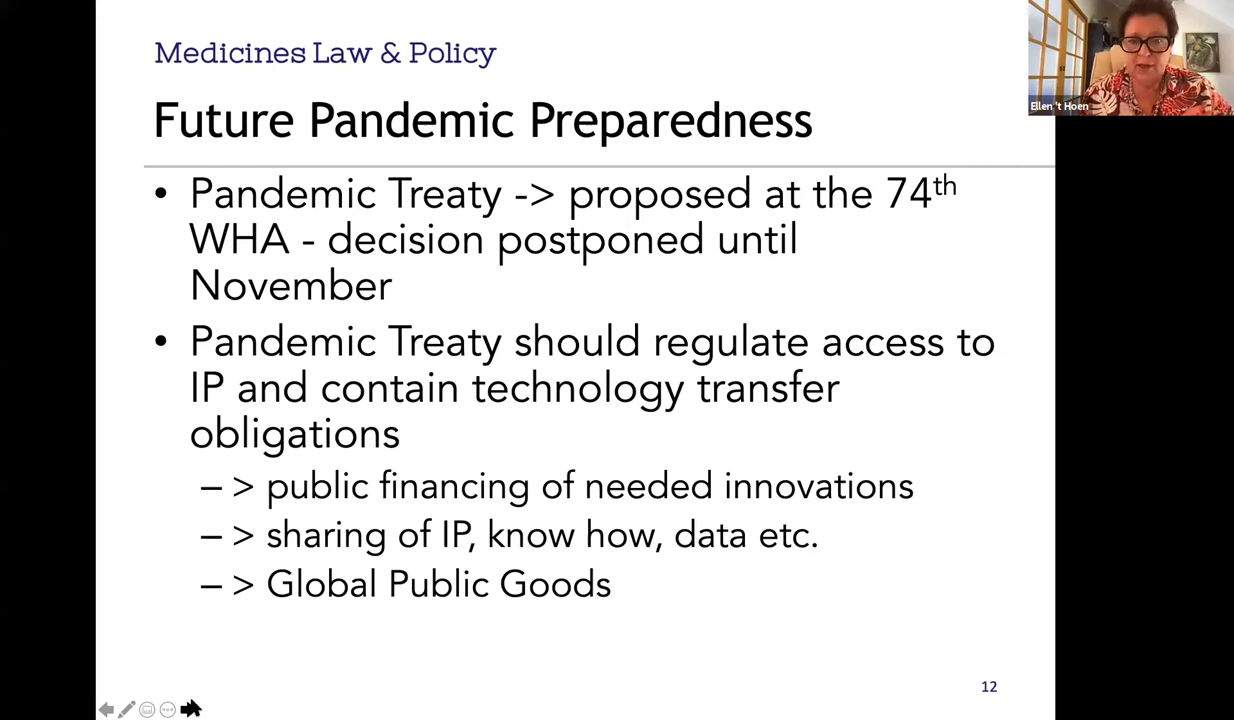 Medicines Law & Policy
Future Pandemic Preparedness
• Pandemic Treaty -> proposed at the 74th
WHA - decision postponed until
November
• Pandemic Treaty should regulate access to
IP and contain technology transfer
obligations
– > public financing of needed innovations
– > sharing of IP, know how, data etc.
– > Global Public Goods
12
Ellen 't Hoen